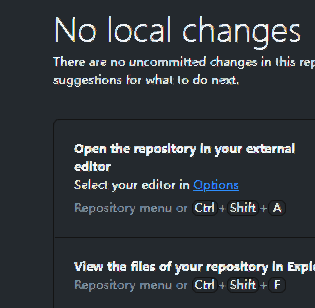 No local changes
There are no uncommitted changes in this rep
suggestions for what to do next.
Open the repository in your external
editor
Select your editor in Options
Repository menu or Ctrl + Shift + A
View the files of your repository in Explo
Repository menu or Ctrl + Shift + F